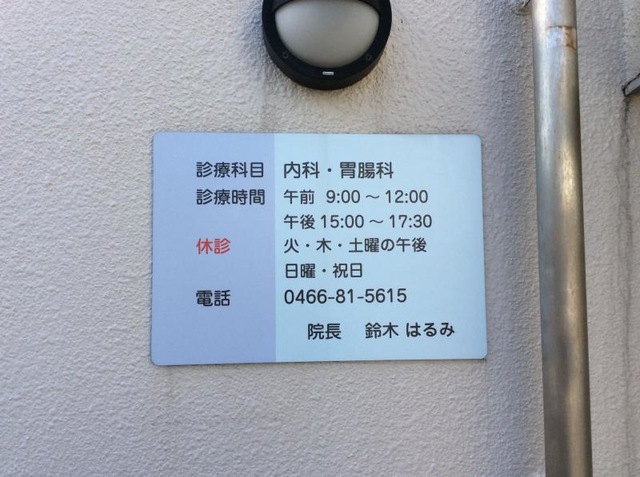 診療科目 内科・胃腸科
診療時間 午前 9:00～12:00
午後 15:00～17:30
休診 火・木・土曜の午後
日曜・祝日
電話 0466-81-5615
院長 鈴木 はるみ